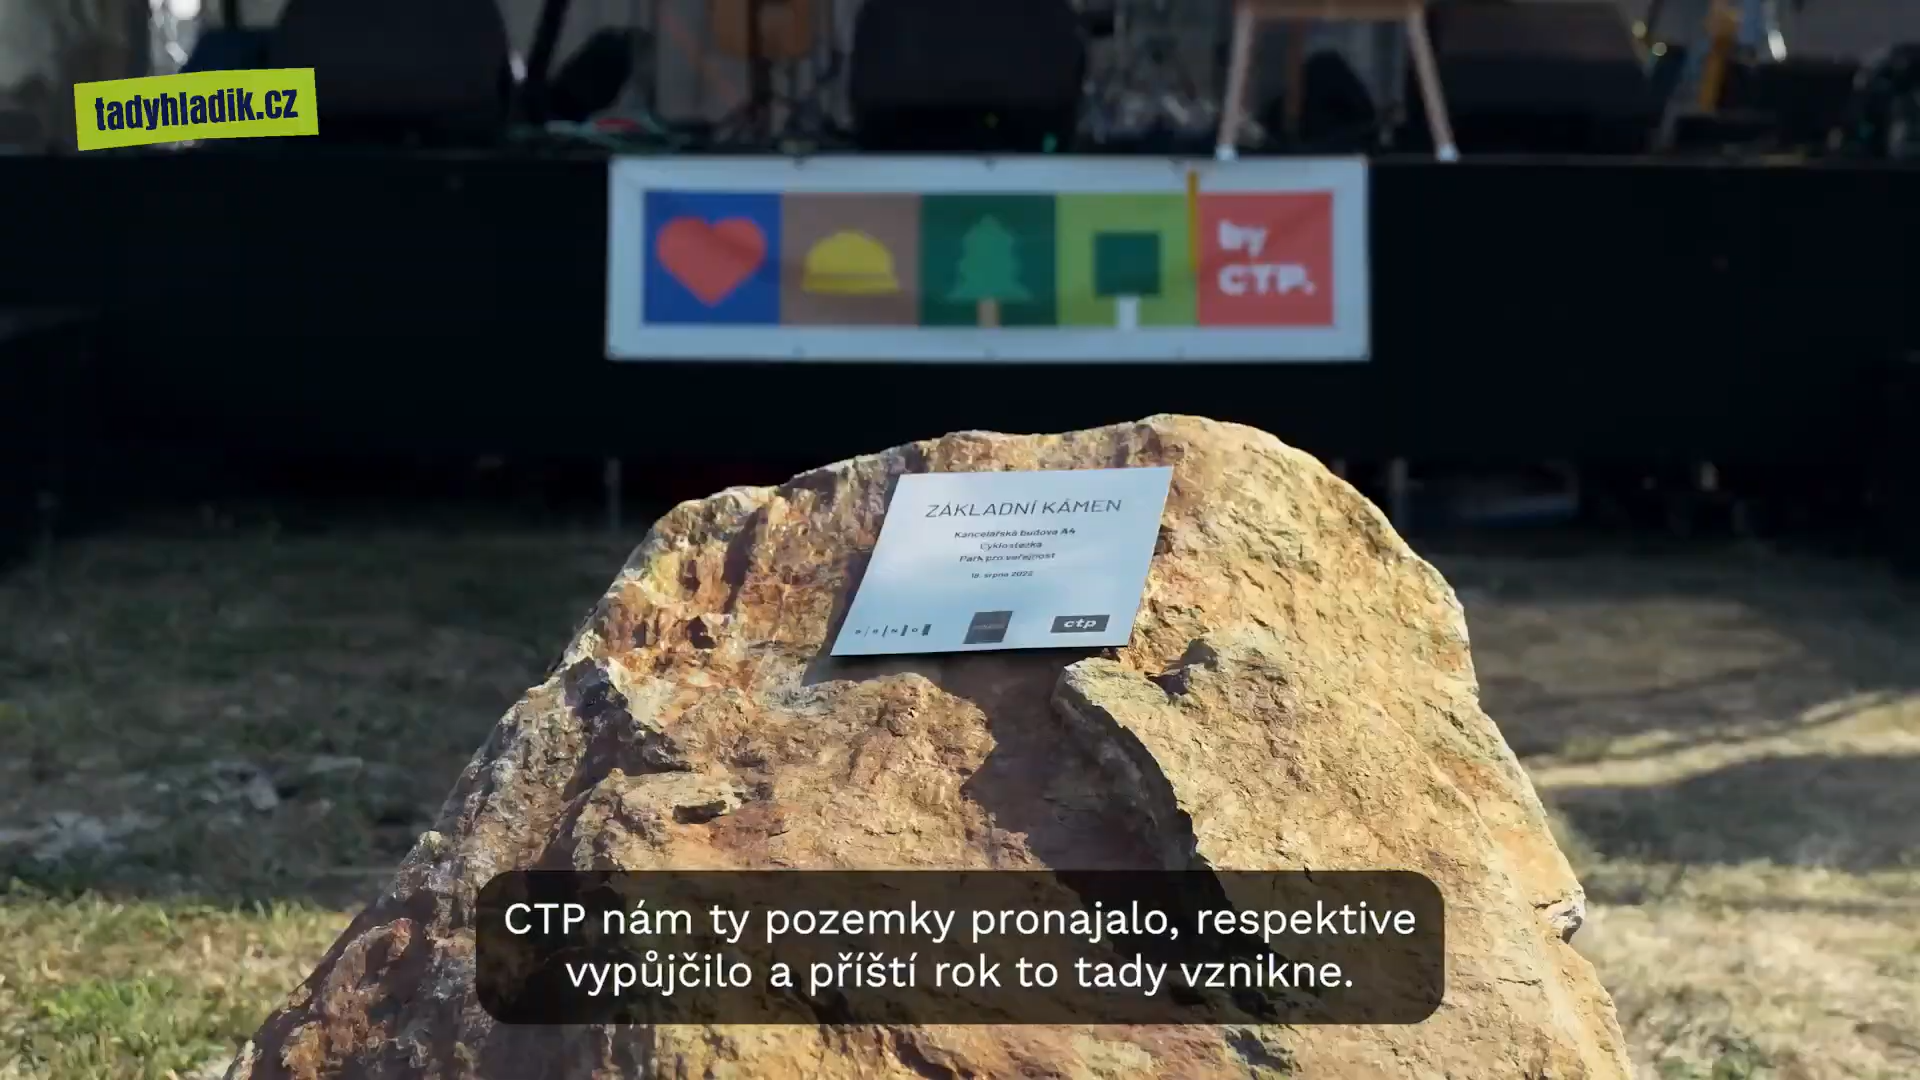 tadyhladik.cz
by
CTP.
ZÁKLADNÍ KÁMEN
Kancelářská budova A4
Cyklostezka
Park pro veřejnost
18. srpna 2022
B|R|N|O
ctp
CTP nám ty pozemky pronajalo, respektive
vypůjčilo a příští rok to tady vznikne.